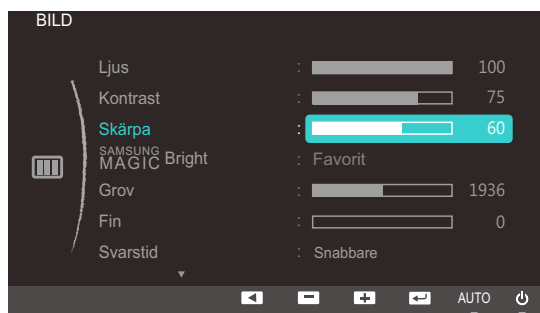 BILD
Ljus : 100
Kontrast : 75
Skärpa : 60
SAMSUNG MAGIC Bright : Favorit
Grov : 1936
Fin : 0
Svarstid : Snabbare
AUTO